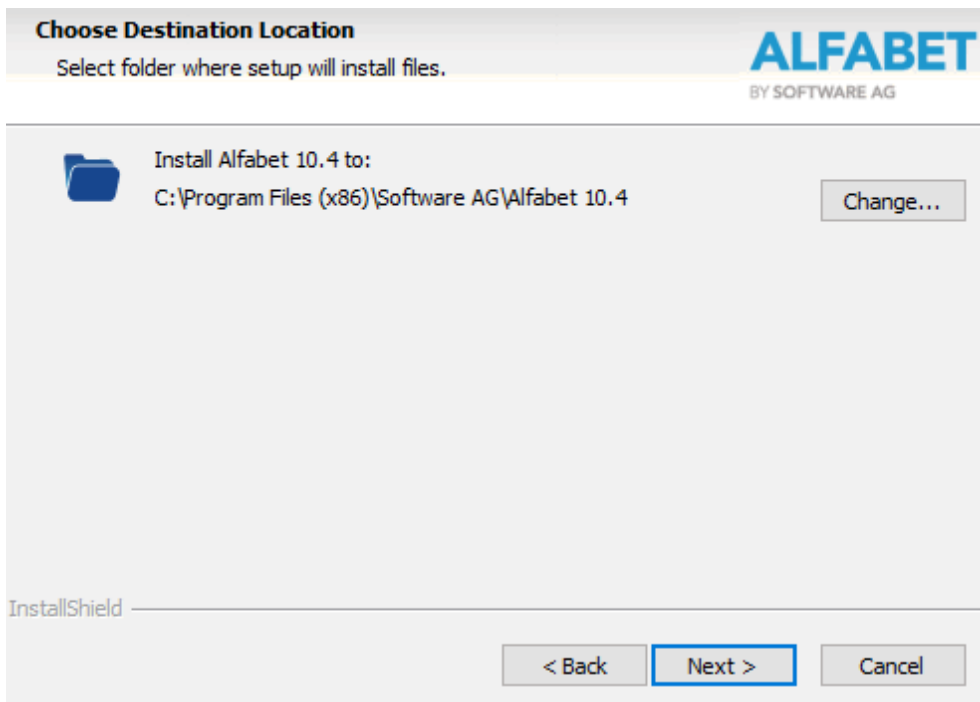 Choose Destination Location
Select folder where setup will install files.
ALFABET
BY SOFTWARE AG
Install Alfabet 10.4 to:
C:\Program Files (x86)\Software AG\Alfabet 10.4
Change...
InstallShield
< Back
Next >
Cancel